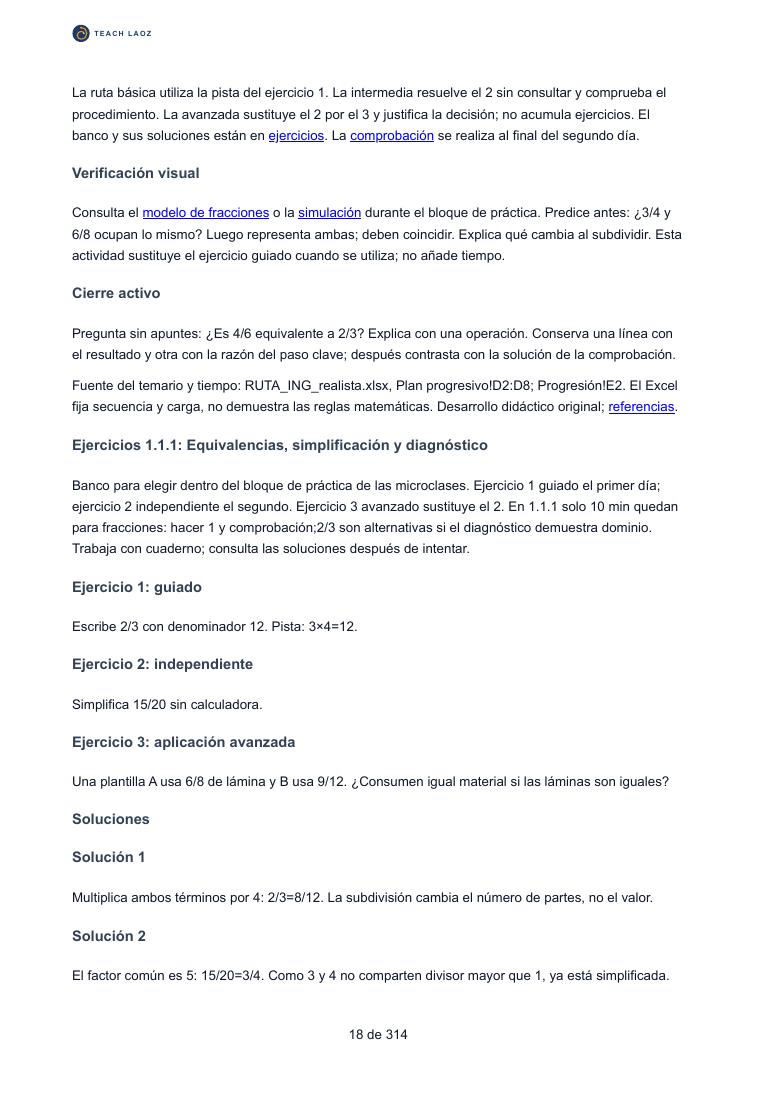 TEACH LAOZ
La ruta básica utiliza la pista del ejercicio 1. La intermedia resuelve el 2 sin consultar y comprueba el
procedimiento. La avanzada sustituye el 2 por el 3 y justifica la decisión; no acumula ejercicios. El
banco y sus soluciones están en ejercicios. La comprobación se realiza al final del segundo día.
Verificación visual
Consulta el modelo de fracciones o la simulación durante el bloque de práctica. Predice antes: ¿3/4 y
6/8 ocupan lo mismo? Luego representa ambas; deben coincidir. Explica qué cambia al subdividir. Esta
actividad sustituye el ejercicio guiado cuando se utiliza; no añade tiempo.
Cierre activo
Pregunta sin apuntes: ¿Es 4/6 equivalente a 2/3? Explica con una operación. Conserva una línea con
el resultado y otra con la razón del paso clave; después contrasta con la solución de la comprobación.
Fuente del temario y tiempo: RUTA_ING_realista.xlsx, Plan progresivo!D2:D8; Progresión!E2. El Excel
fija secuencia y carga, no demuestra las reglas matemáticas. Desarrollo didáctico original; referencias.
Ejercicios 1.1.1: Equivalencias, simplificación y diagnóstico
Banco para elegir dentro del bloque de práctica de las microclases. Ejercicio 1 guiado el primer día;
ejercicio 2 independiente el segundo. Ejercicio 3 avanzado sustituye el 2. En 1.1.1 solo 10 min quedan
para fracciones: hacer 1 y comprobación;2/3 son alternativas si el diagnóstico demuestra dominio.
Trabaja con cuaderno; consulta las soluciones después de intentar.
Ejercicio 1: guiado
Escribe 2/3 con denominador 12. Pista: 3×4=12.
Ejercicio 2: independiente
Simplifica 15/20 sin calculadora.
Ejercicio 3: aplicación avanzada
Una plantilla A usa 6/8 de lámina y B usa 9/12. ¿Consumen igual material si las láminas son iguales?
Soluciones
Solución 1
Multiplica ambos términos por 4: 2/3=8/12. La subdivisión cambia el número de partes, no el valor.
Solución 2
El factor común es 5: 15/20=3/4. Como 3 y 4 no comparten divisor mayor que 1, ya está simplificada.
18 de 314